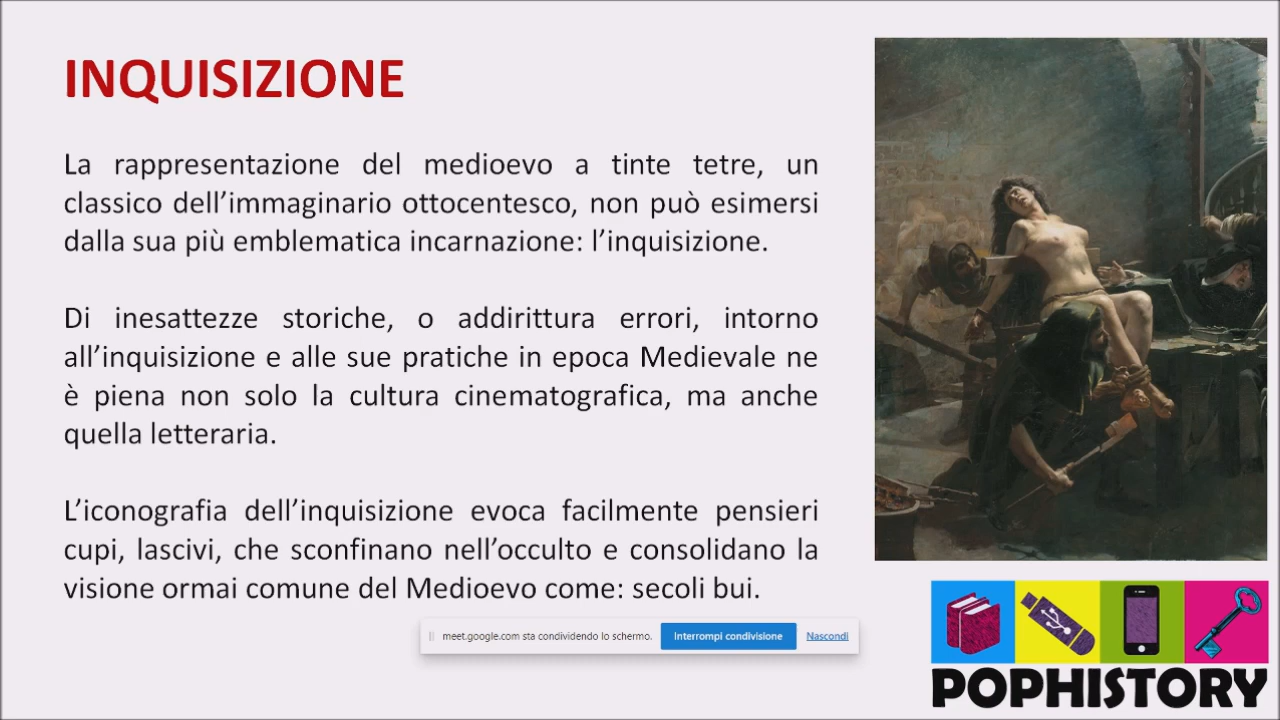 INQUISIZIONE
La rappresentazione del medioevo a tinte tetre, un
classico dell’immaginario ottocentesco, non può esimersi
dalla sua più emblematica incarnazione: l’inquisizione.
Di inesattezze storiche, o addirittura errori, intorno
all’inquisizione e alle sue pratiche in epoca Medievale ne
è piena non solo la cultura cinematografica, ma anche
quella letteraria.
L’iconografia dell’inquisizione evoca facilmente pensieri
cupi, lascivi, che sconfinano nell’occulto e consolidano la
visione ormai comune del Medioevo come: secoli bui.
meet.google.com sta condividendo lo schermo. Interrompi condivisione Nascondi
POPHISTORY